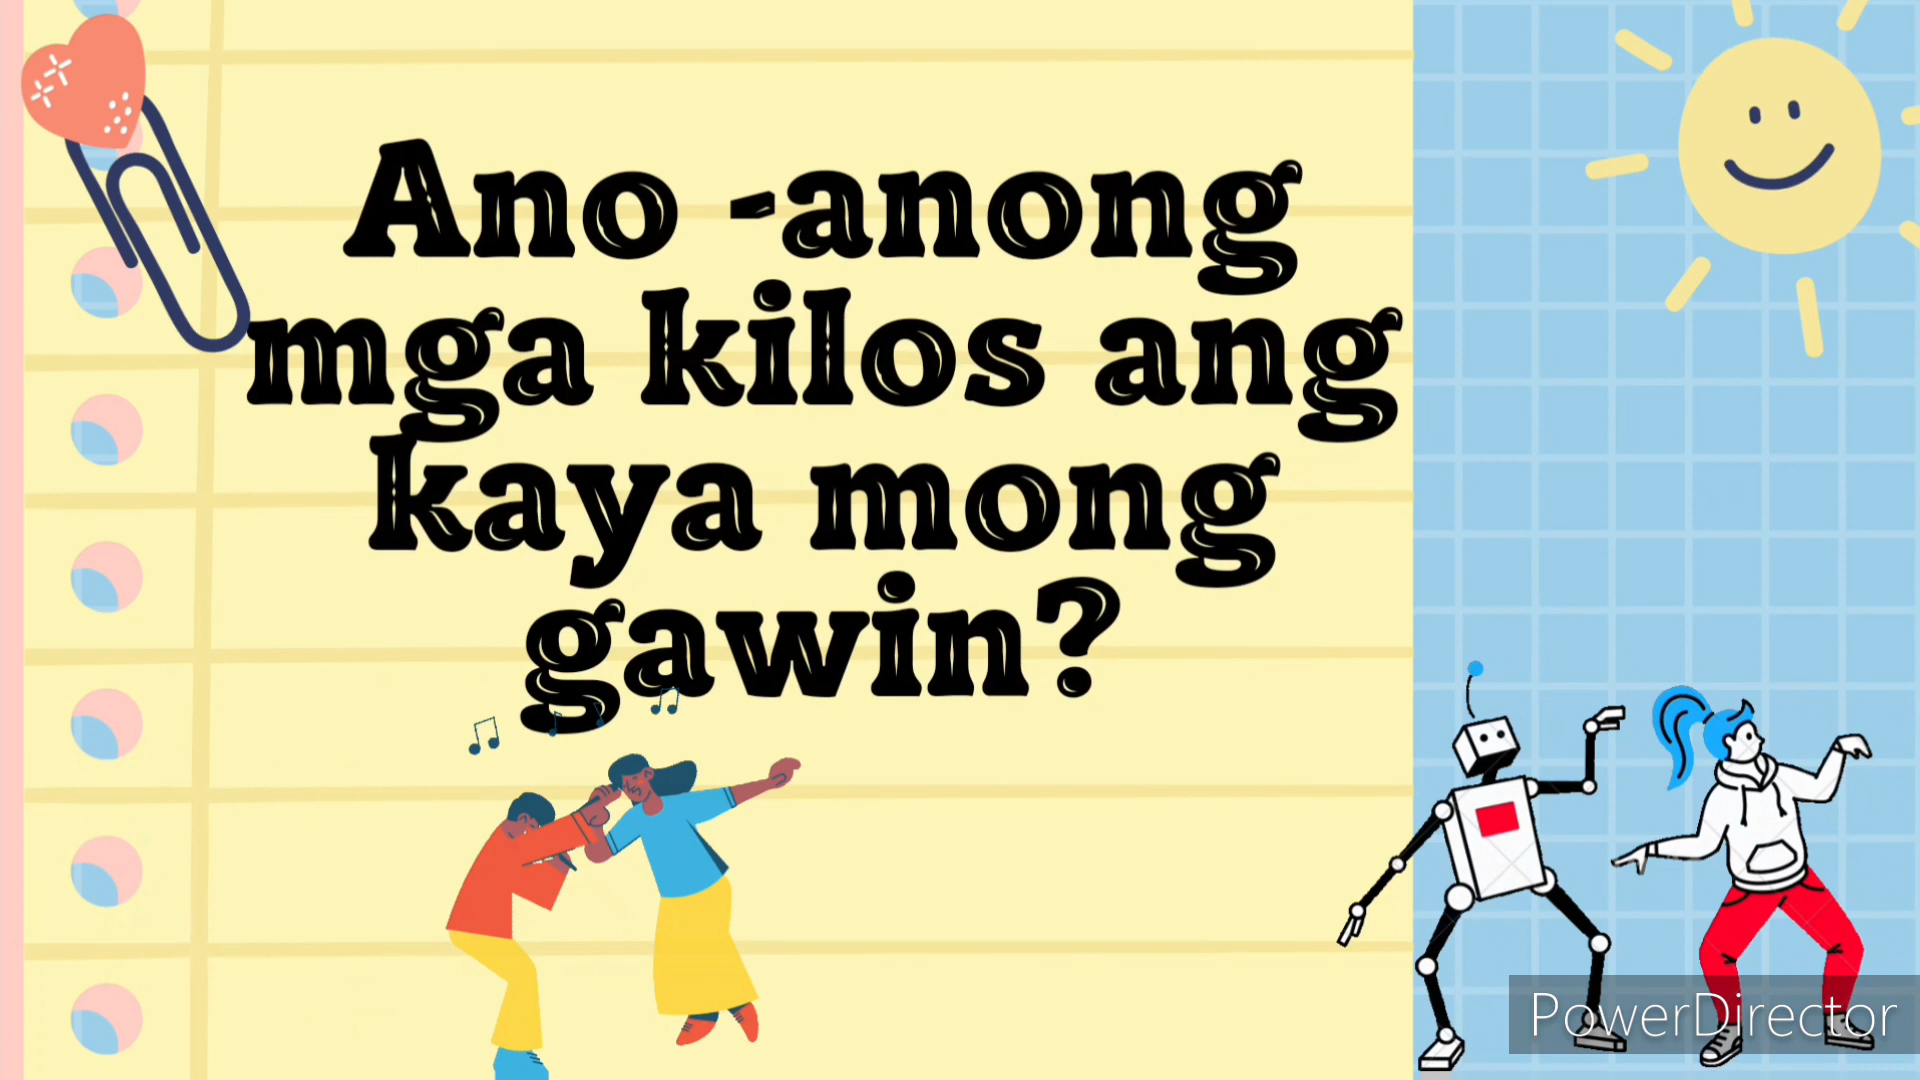 Ano -anong
mga kilos ang
kaya mong
gawin?
PowerDirector